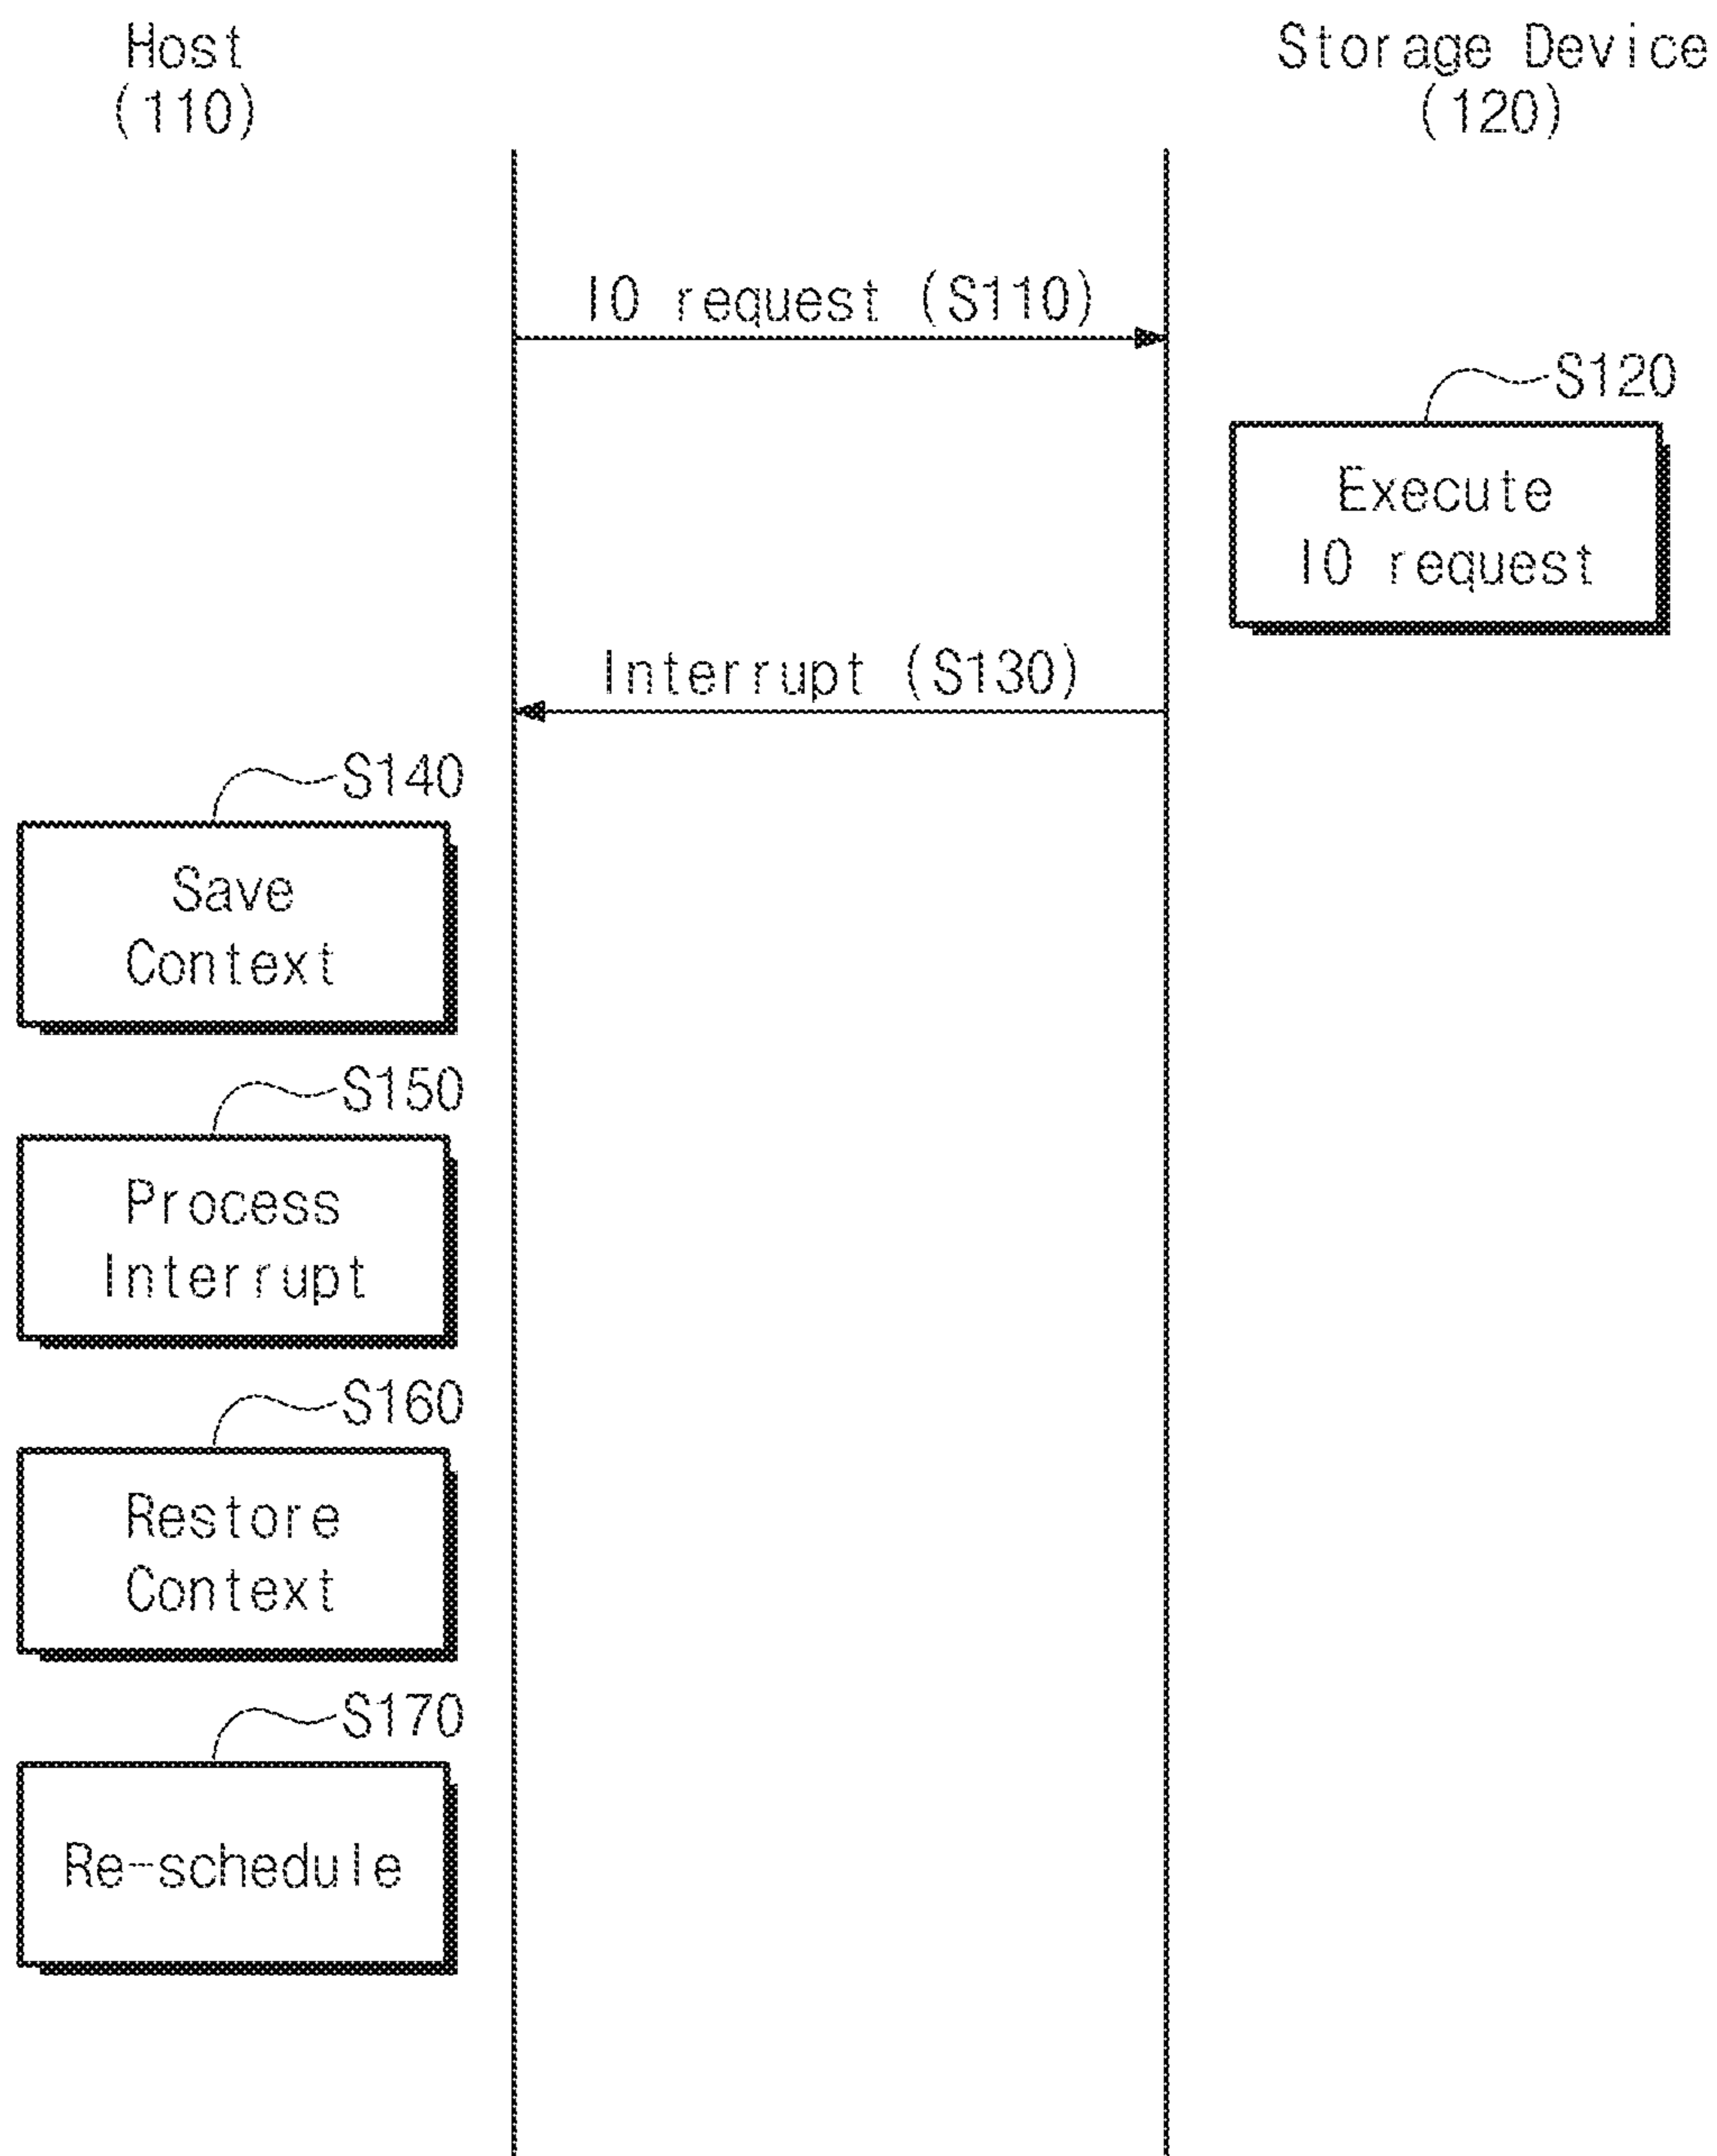 Host
(110)
Storage Device
(120)
IO request (S110)
S120
Execute
IO request
Interrupt (S130)
S140
Save
Context
S150
Process
Interrupt
S160
Restore
Context
S170
Re-schedule